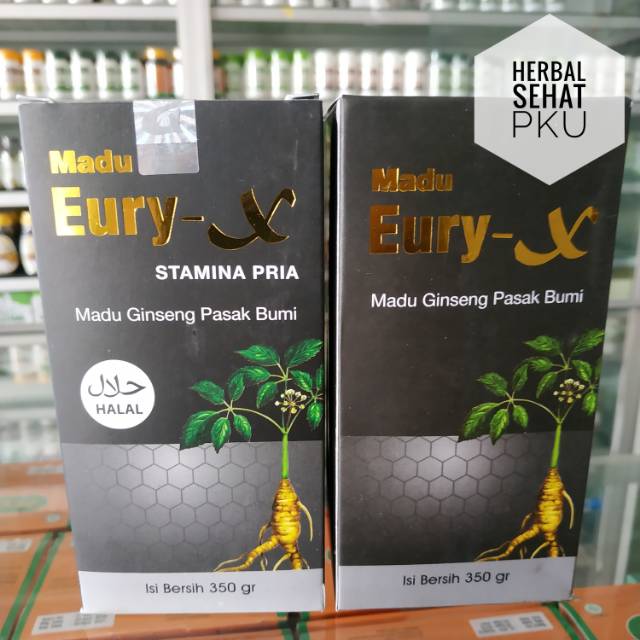 HERBAL
SEHAT
PKU
Madu
Eury-X
STAMINA PRIA
Madu Ginseng Pasak Bumi
حلال
HALAL
Isi Bersih 350 gr
Madu
Eury-X
Madu Ginseng Pasak Bumi
Isi Bersih 350 gr